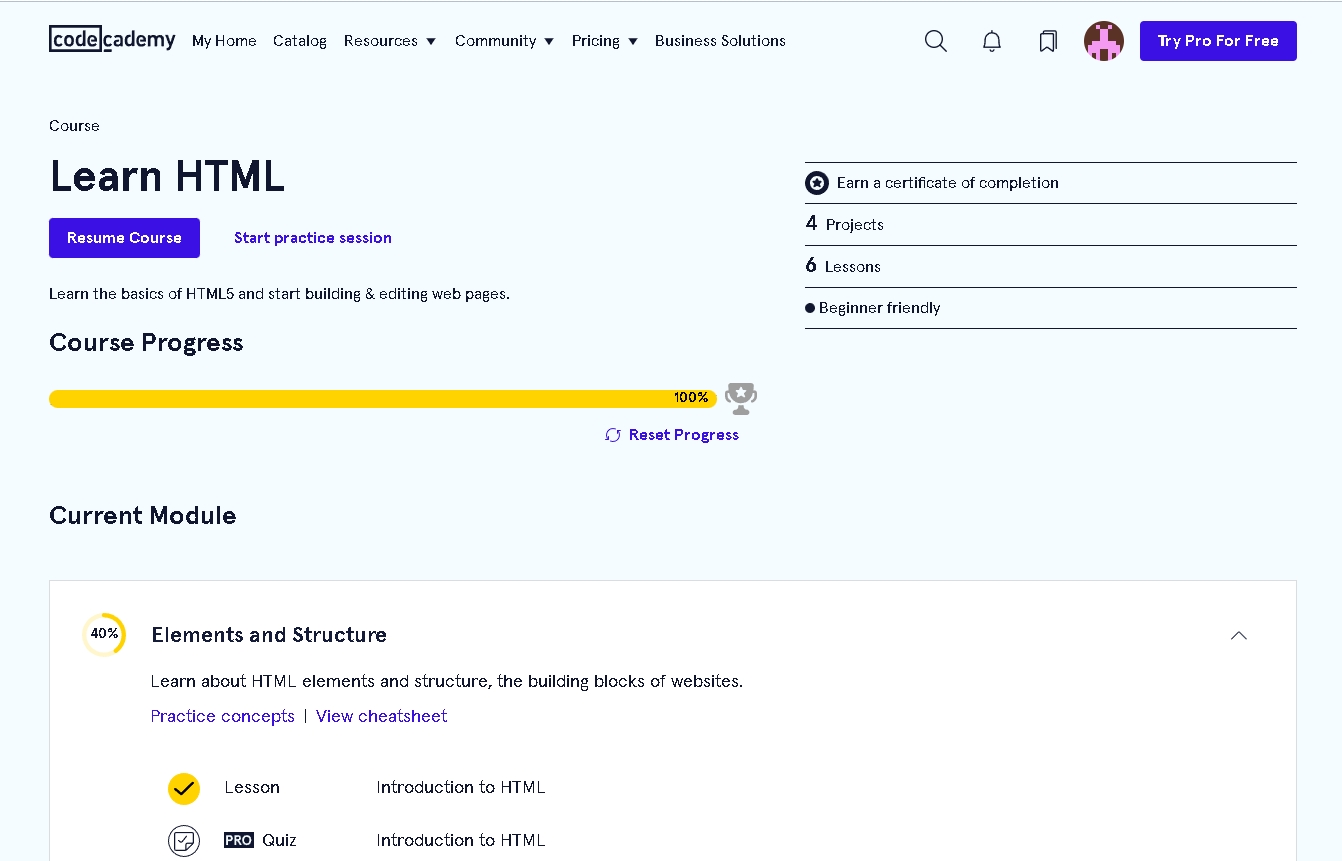 codecademy My Home Catalog Resources Community Pricing Business Solutions Try Pro For Free
Course
Learn HTML
Resume Course Start practice session
Learn the basics of HTML5 and start building & editing web pages.
Earn a certificate of completion
4 Projects
6 Lessons
Beginner friendly
Course Progress
100%
Reset Progress
Current Module
40% Elements and Structure
Learn about HTML elements and structure, the building blocks of websites.
Practice concepts | View cheatsheet
Lesson Introduction to HTML
PRO Quiz Introduction to HTML